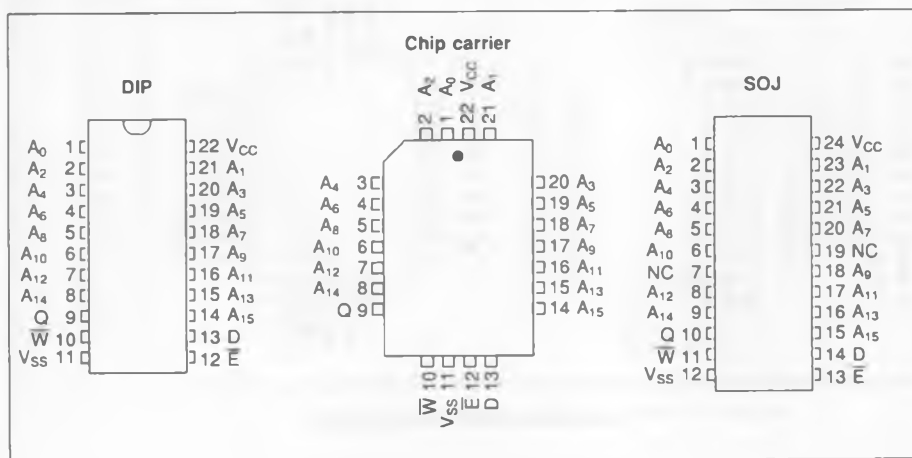 Chip carrier
DIP
SOJ
A₀ 1 22 V_CC
A₂ 2 21 A₁
A₄ 3 20 A₃
A₆ 4 19 A₅
A₈ 5 18 A₇
A₁₀ 6 17 A₉
A₁₂ 7 16 A₁₁
A₁₄ 8 15 A₁₃
Q 9 14 A₁₅
W̅ 10 13 D
V_SS 11 12 E̅
2 A₂
1 A₀
22 V_CC
21 A₁
A₄ 3 20 A₃
A₆ 4 19 A₅
A₈ 5 18 A₇
A₁₀ 6 17 A₉
A₁₂ 7 16 A₁₁
A₁₄ 8 15 A₁₃
Q 9 14 A₁₅
W̅ 10
V_SS 11
E̅ 12
D 13
A₀ 1 24 V_CC
A₂ 2 23 A₁
A₄ 3 22 A₃
A₆ 4 21 A₅
A₈ 5 20 A₇
A₁₀ 6 19 NC
NC 7 18 A₉
A₁₂ 8 17 A₁₁
A₁₄ 9 16 A₁₃
Q 10 15 A₁₅
W̅ 11 14 D
V_SS 12 13 E̅